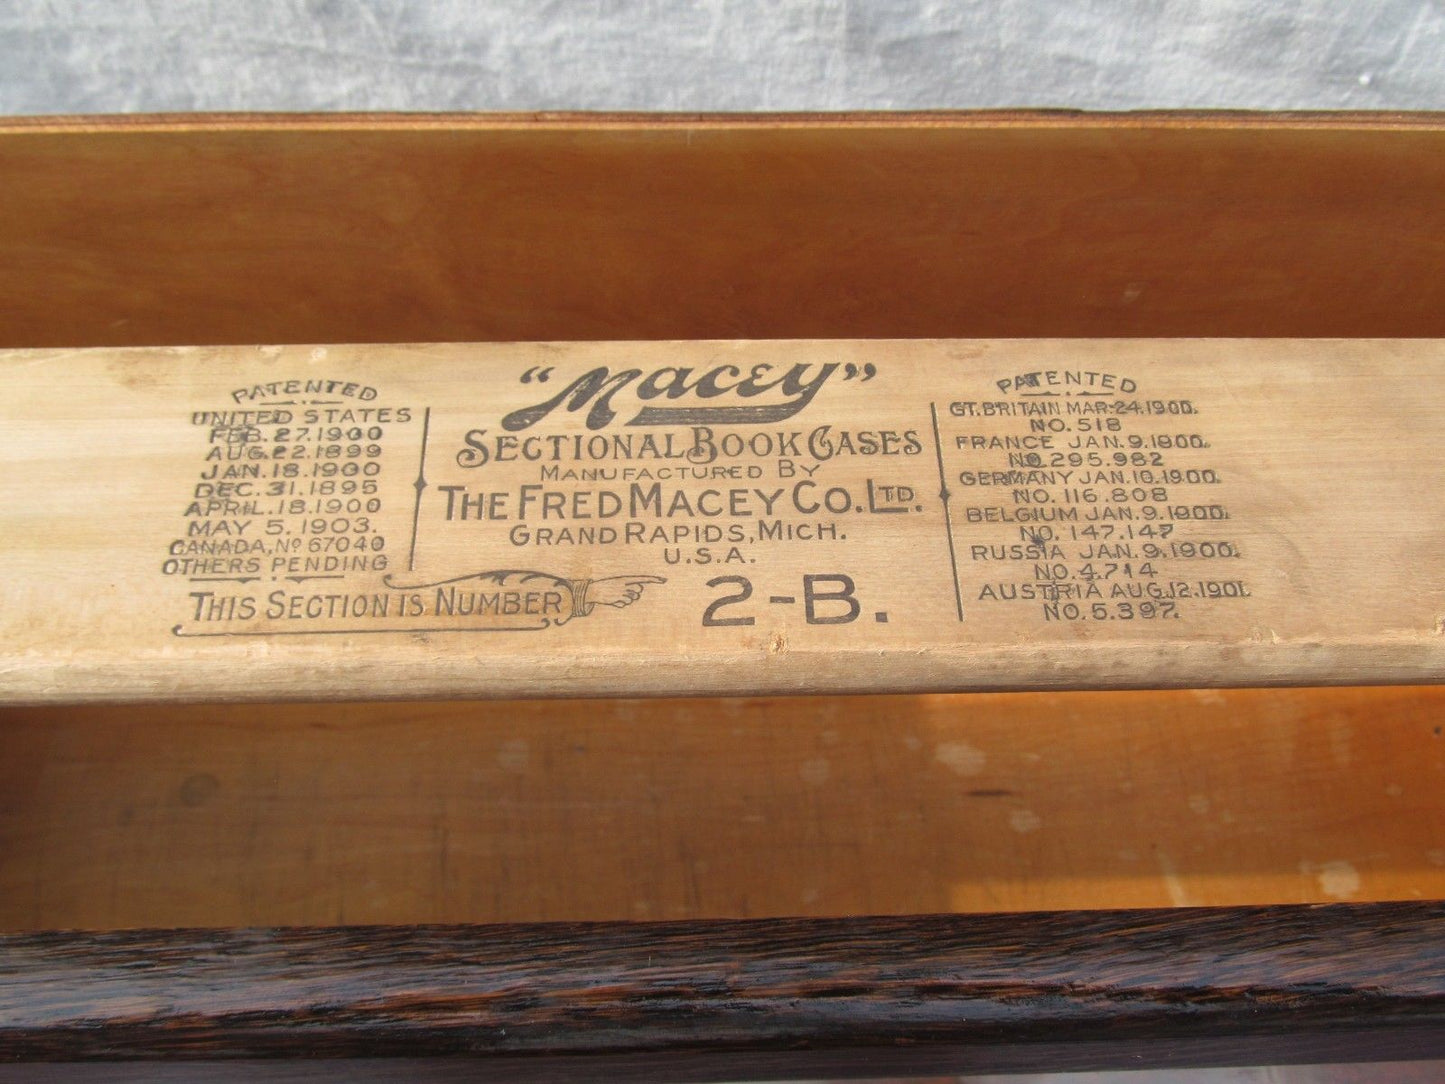 PATENTED
UNITED STATES
FEB. 27.1900
AUG.22.1899
JAN.18.1900
DEC.31.1895
APRIL.18.1900
MAY 5.1903.
CANADA, Nº 67040
OTHERS PENDING
"Macey"
SECTIONAL BOOK CASES
MANUFACTURED BY
THE FRED MACEY CO. LTD.
GRAND RAPIDS, MICH.
U.S.A.
THIS SECTION IS NUMBER 2-B.
PATENTED
GT. BRITAIN MAR.24.1900.
NO.518
FRANCE JAN.9.1900.
NO.295.982
GERMANY JAN.10.1900.
NO.116.808
BELGIUM JAN.9.1900.
NO.147.147
RUSSIA JAN.9.1900.
NO.4.714
AUSTRIA AUG.12.1901.
NO.5.397.